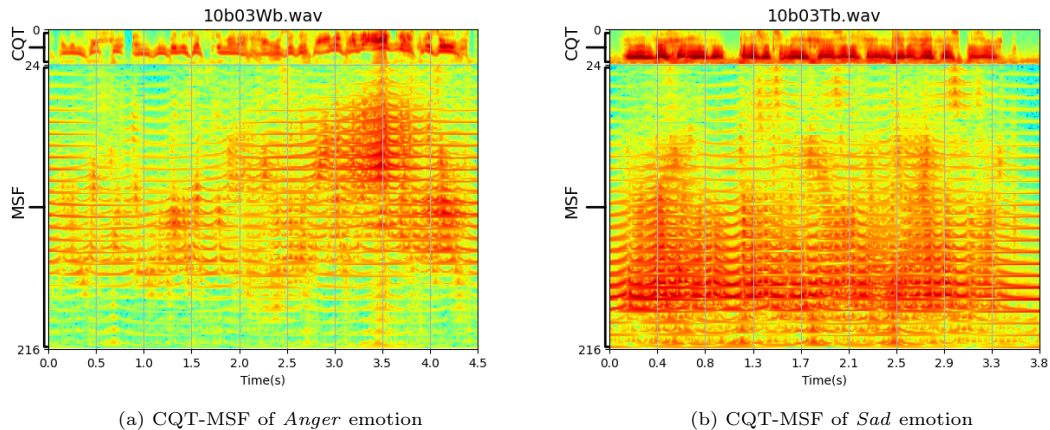 10b03Wb.wav
0
CQT
24
MSF
216
0.0 0.5 0.8 1.0 1.5 2.0 2.5 3.0 3.5 4.0 4.5
Time(s)
(a) CQT-MSF of Anger emotion
10b03Tb.wav
0
CQT
24
MSF
216
0.0 0.4 0.8 1.3 1.7 2.1 2.5 2.9 3.3 3.8
Time(s)
(b) CQT-MSF of Sad emotion